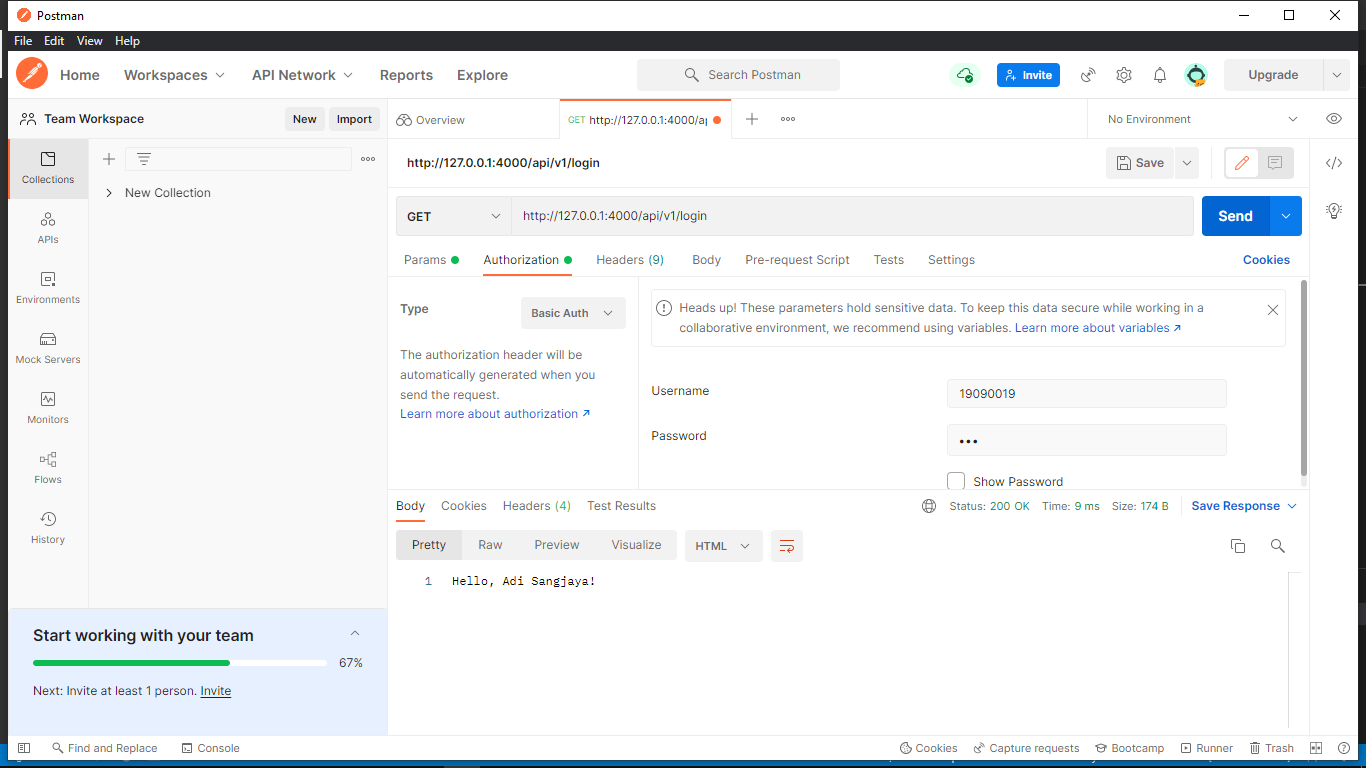 Postman
File Edit View Help
Home Workspaces API Network Reports Explore Search Postman Invite Upgrade
Team Workspace New Import Overview GET http://127.0.0.1:4000/ap No Environment
http://127.0.0.1:4000/api/v1/login Save
Collections
New Collection
APIs
Environments
Mock Servers
Monitors
Flows
History
GET http://127.0.0.1:4000/api/v1/login Send
Params Authorization Headers (9) Body Pre-request Script Tests Settings Cookies
Type Basic Auth
The authorization header will be
automatically generated when you
send the request.
Learn more about authorization ↗
Heads up! These parameters hold sensitive data. To keep this data secure while working in a
collaborative environment, we recommend using variables. Learn more about variables ↗
Username 19090019
Password •••
Show Password
Body Cookies Headers (4) Test Results Status: 200 OK Time: 9 ms Size: 174 B Save Response
Pretty Raw Preview Visualize HTML
1 Hello, Adi Sangjaya!
Start working with your team
67%
Next: Invite at least 1 person. Invite
Find and Replace Console Cookies Capture requests Bootcamp Runner Trash